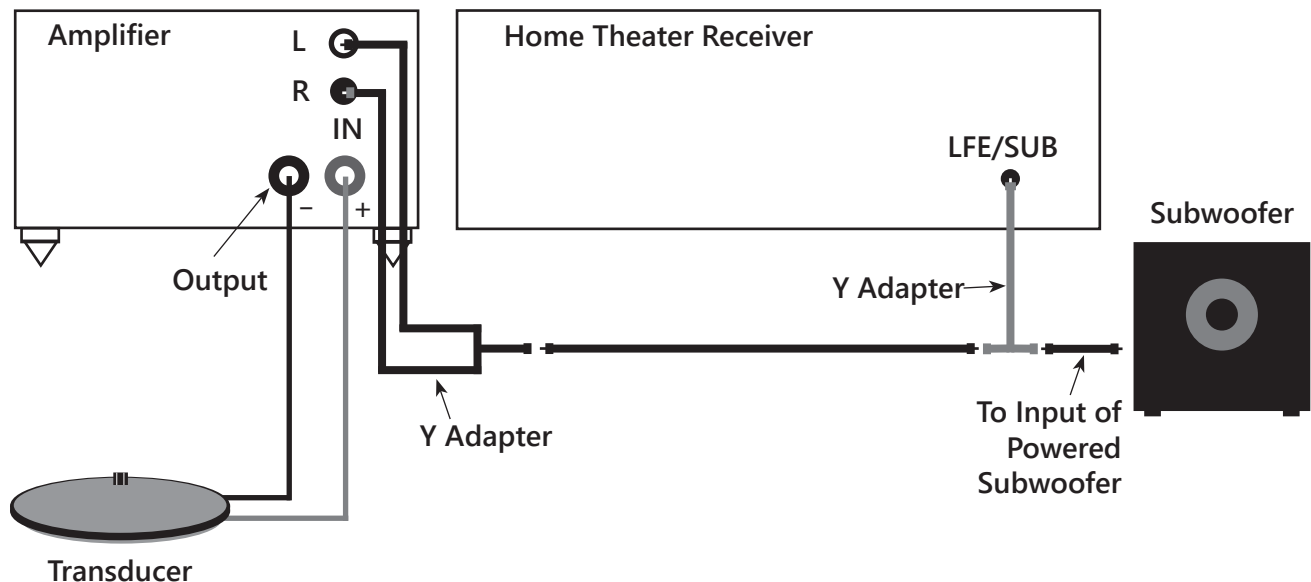 Amplifier
L
R
IN
−
+
Output
Home Theater Receiver
LFE/SUB
Subwoofer
Y Adapter
Y Adapter
To Input of
Powered
Subwoofer
Transducer